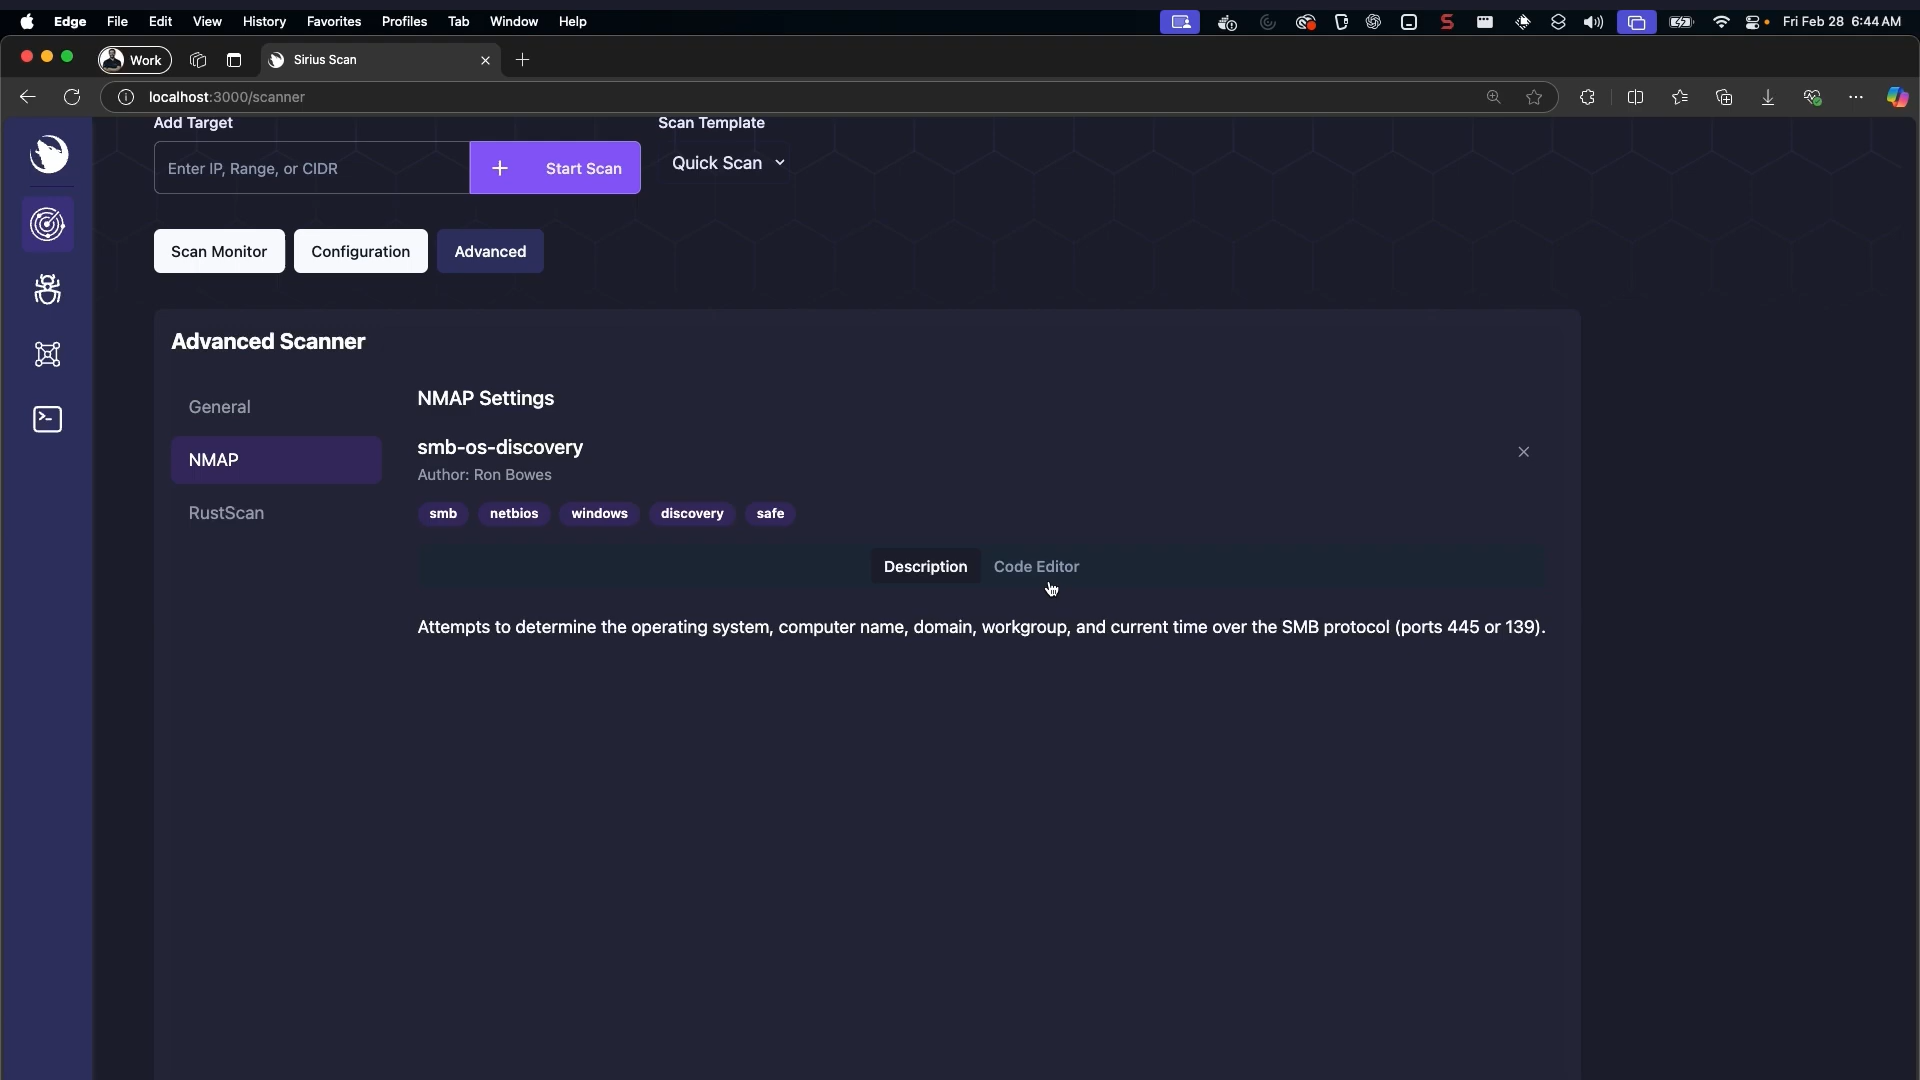 Edge File Edit View History Favorites Profiles Tab Window Help
Fri Feb 28 6:44 AM
Work
Sirius Scan
localhost:3000/scanner
Add Target
Scan Template
Enter IP, Range, or CIDR
+ Start Scan
Quick Scan
Scan Monitor
Configuration
Advanced
Advanced Scanner
General
NMAP
RustScan
NMAP Settings
smb-os-discovery
Author: Ron Bowes
smb netbios windows discovery safe
Description Code Editor
Attempts to determine the operating system, computer name, domain, workgroup, and current time over the SMB protocol (ports 445 or 139).